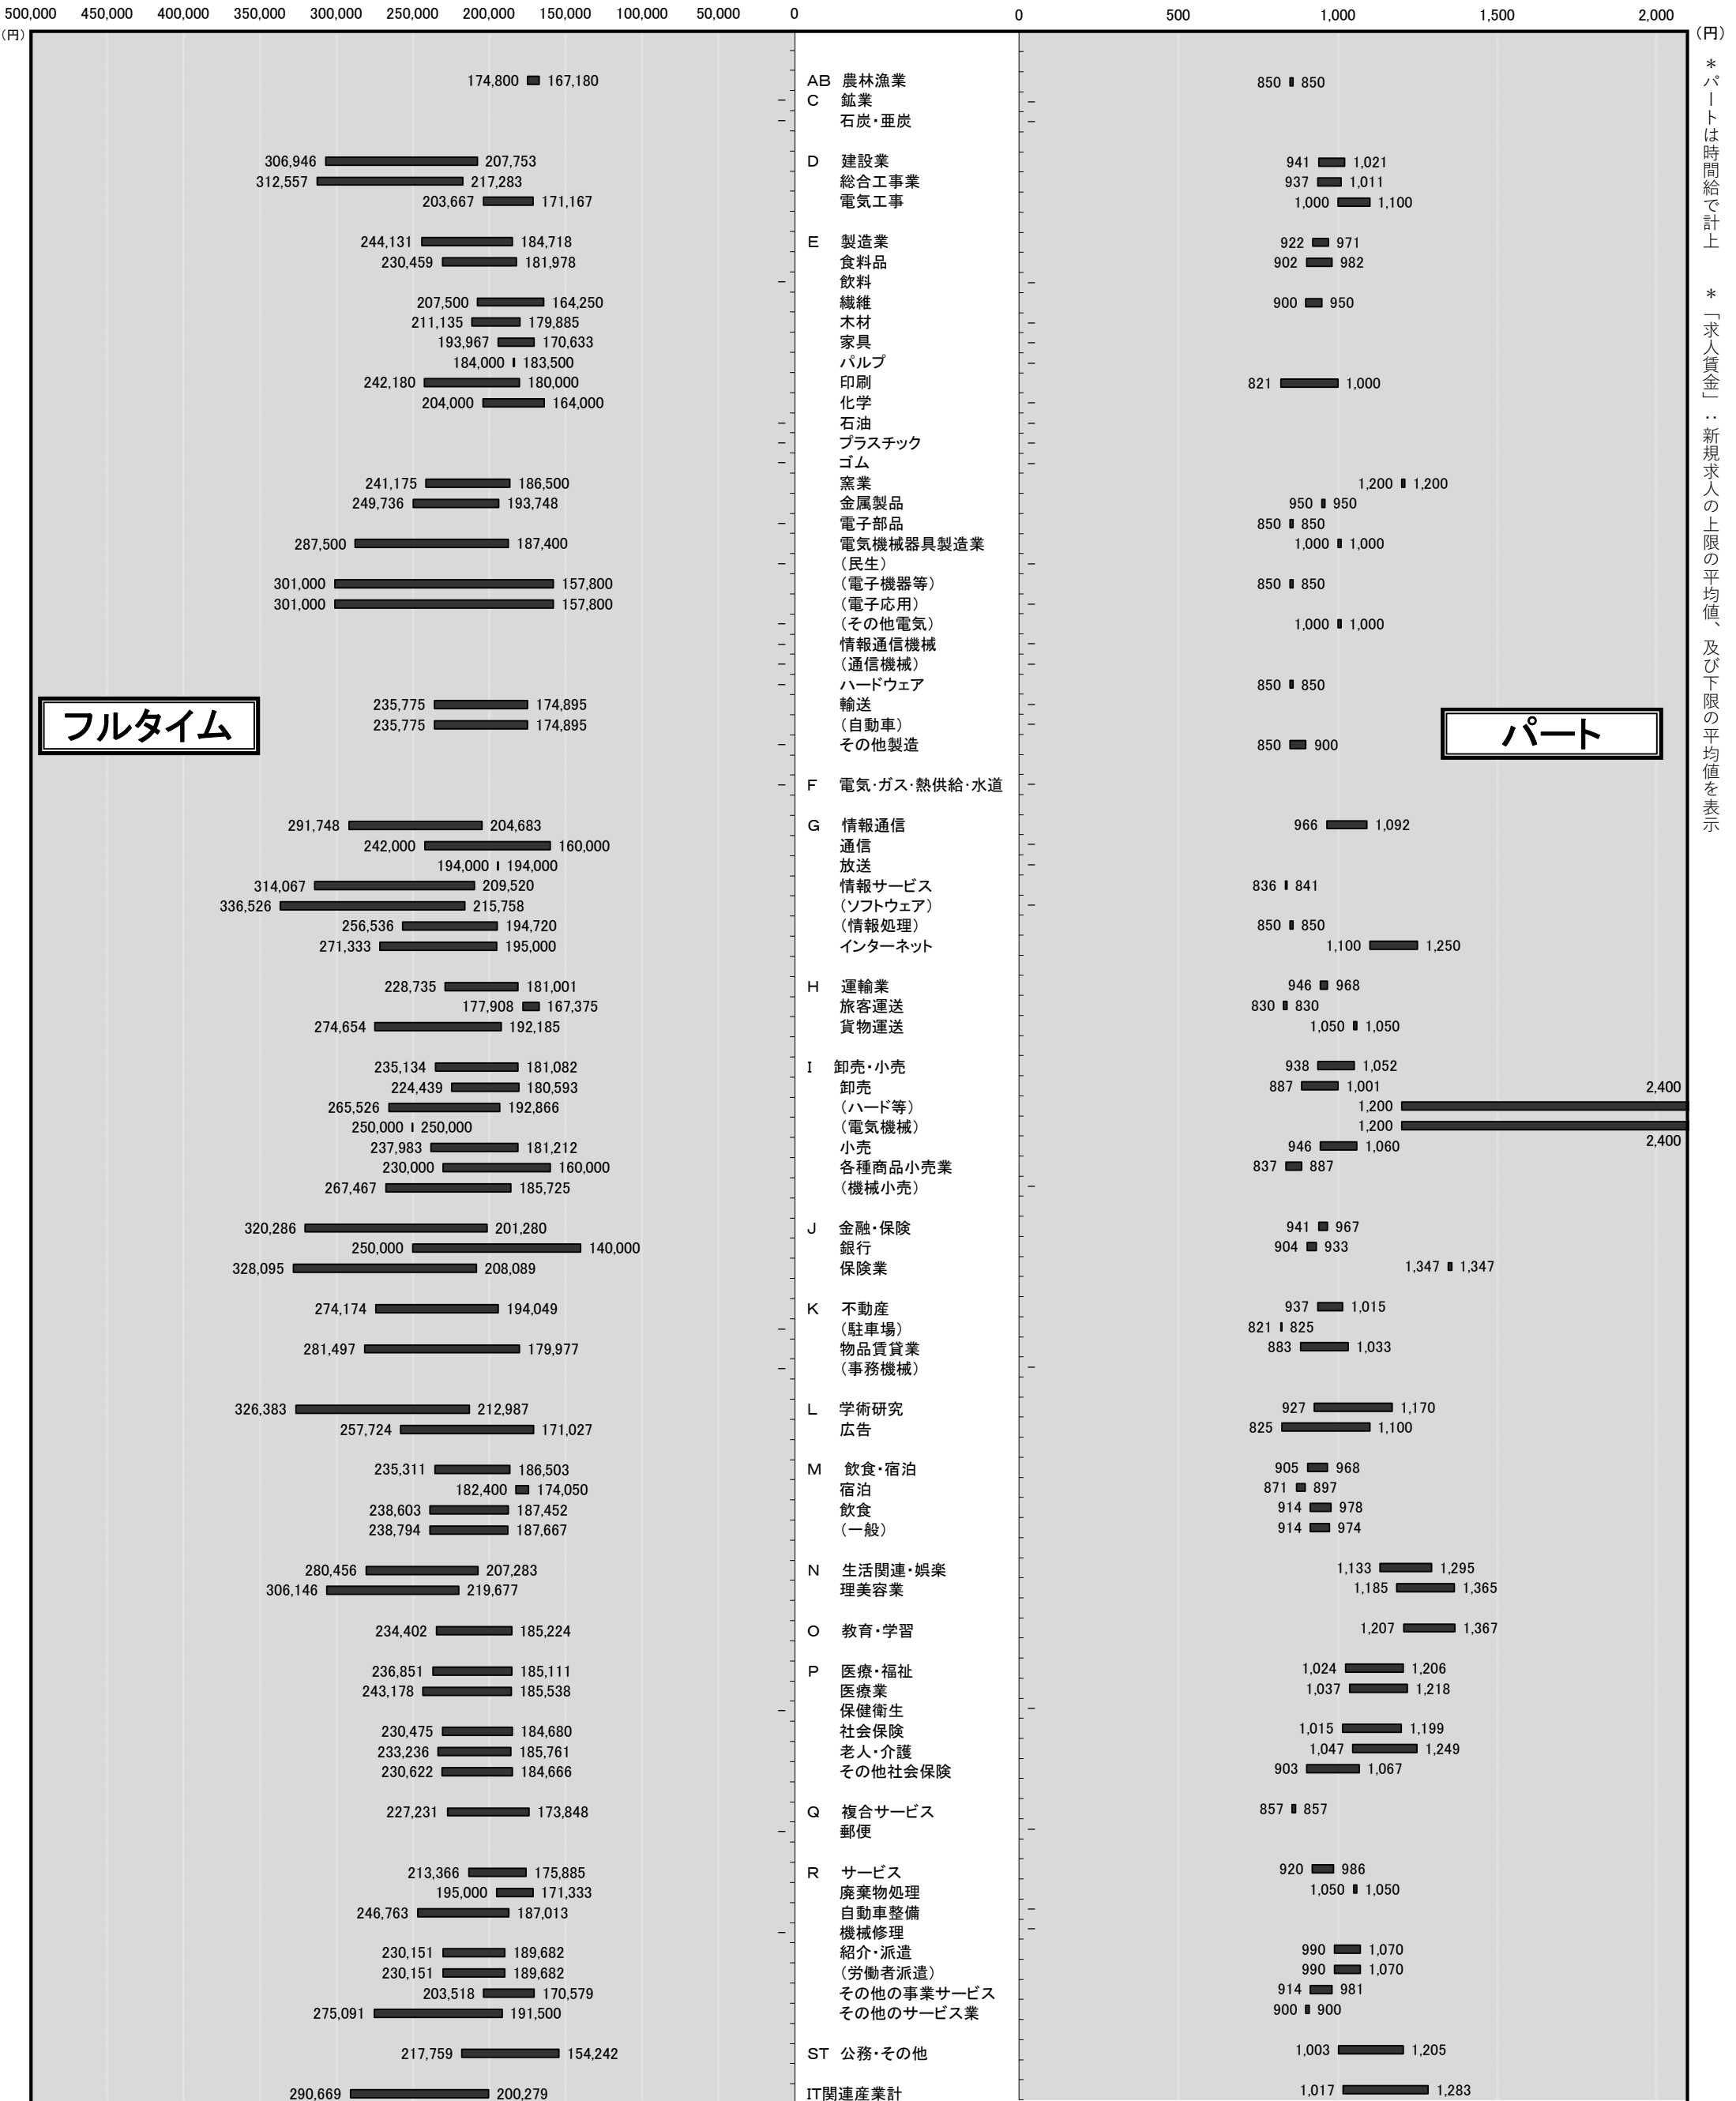 500,000 450,000 400,000 350,000 300,000 250,000 200,000 150,000 100,000 50,000 0 0 500 1,000 1,500 2,000
(円) (円)
174,800 167,180 AB 農林漁業 850 850
C 鉱業
石炭・亜炭
306,946 207,753 D 建設業 941 1,021
312,557 217,283 総合工事業 937 1,011
203,667 171,167 電気工事 1,000 1,100
244,131 184,718 E 製造業 922 971
230,459 181,978 食料品 902 982
飲料
207,500 164,250 繊維 900 950
211,135 179,885 木材
193,967 170,633 家具
184,000 183,500 パルプ
242,180 180,000 印刷 821 1,000
204,000 164,000 化学
石油
プラスチック
ゴム
241,175 186,500 窯業 1,200 1,200
249,736 193,748 金属製品 950 950
電子部品 850 850
287,500 187,400 電気機械器具製造業 1,000 1,000
(民生)
301,000 157,800 (電子機器等) 850 850
301,000 157,800 (電子応用)
(その他電気) 1,000 1,000
情報通信機械
(通信機械)
ハードウェア 850 850
235,775 174,895 輸送
235,775 174,895 (自動車)
フルタイム
パート
その他製造 850 900
F 電気・ガス・熱供給・水道
291,748 204,683 G 情報通信 966 1,092
242,000 160,000 通信
194,000 194,000 放送
314,067 209,520 情報サービス 836 841
336,526 215,758 (ソフトウェア)
256,536 194,720 (情報処理) 850 850
271,333 195,000 インターネット 1,100 1,250
228,735 181,001 H 運輸業 946 968
177,908 167,375 旅客運送 830 830
274,654 192,185 貨物運送 1,050 1,050
235,134 181,082 I 卸売・小売 938 1,052
224,439 180,593 卸売 887 1,001
265,526 192,866 (ハード等) 1,200 2,400
250,000 250,000 (電気機械) 1,200 2,400
237,983 181,212 小売 946 1,060
230,000 160,000 各種商品小売業 837 887
267,467 185,725 (機械小売)
320,286 201,280 J 金融・保険 941 967
250,000 140,000 銀行 904 933
328,095 208,089 保険業 1,347 1,347
274,174 194,049 K 不動産 937 1,015
(駐車場) 821 825
281,497 179,977 物品賃貸業 883 1,033
(事務機械)
326,383 212,987 L 学術研究 927 1,170
257,724 171,027 広告 825 1,100
235,311 186,503 M 飲食・宿泊 905 968
182,400 174,050 宿泊 871 897
238,603 187,452 飲食 914 978
238,794 187,667 (一般) 914 974
280,456 207,283 N 生活関連・娯楽 1,133 1,295
306,146 219,677 理美容業 1,185 1,365
234,402 185,224 O 教育・学習 1,207 1,367
236,851 185,111 P 医療・福祉 1,024 1,206
243,178 185,538 医療業 1,037 1,218
保健衛生
230,475 184,680 社会保険 1,015 1,199
233,236 185,761 老人・介護 1,047 1,249
230,622 184,666 その他社会保険 903 1,067
227,231 173,848 Q 複合サービス 857 857
郵便
213,366 175,885 R サービス 920 986
195,000 171,333 廃棄物処理 1,050 1,050
246,763 187,013 自動車整備
機械修理
230,151 189,682 紹介・派遣 990 1,070
230,151 189,682 (労働者派遣) 990 1,070
203,518 170,579 その他の事業サービス 914 981
275,091 191,500 その他のサービス業 900 900
217,759 154,242 ST 公務・その他 1,003 1,205
290,669 200,279 IT関連産業計 1,017 1,283
＊パートは時間給で計上 ＊「求人賃金」：新規求人の上限の平均値、及び下限の平均値を表示